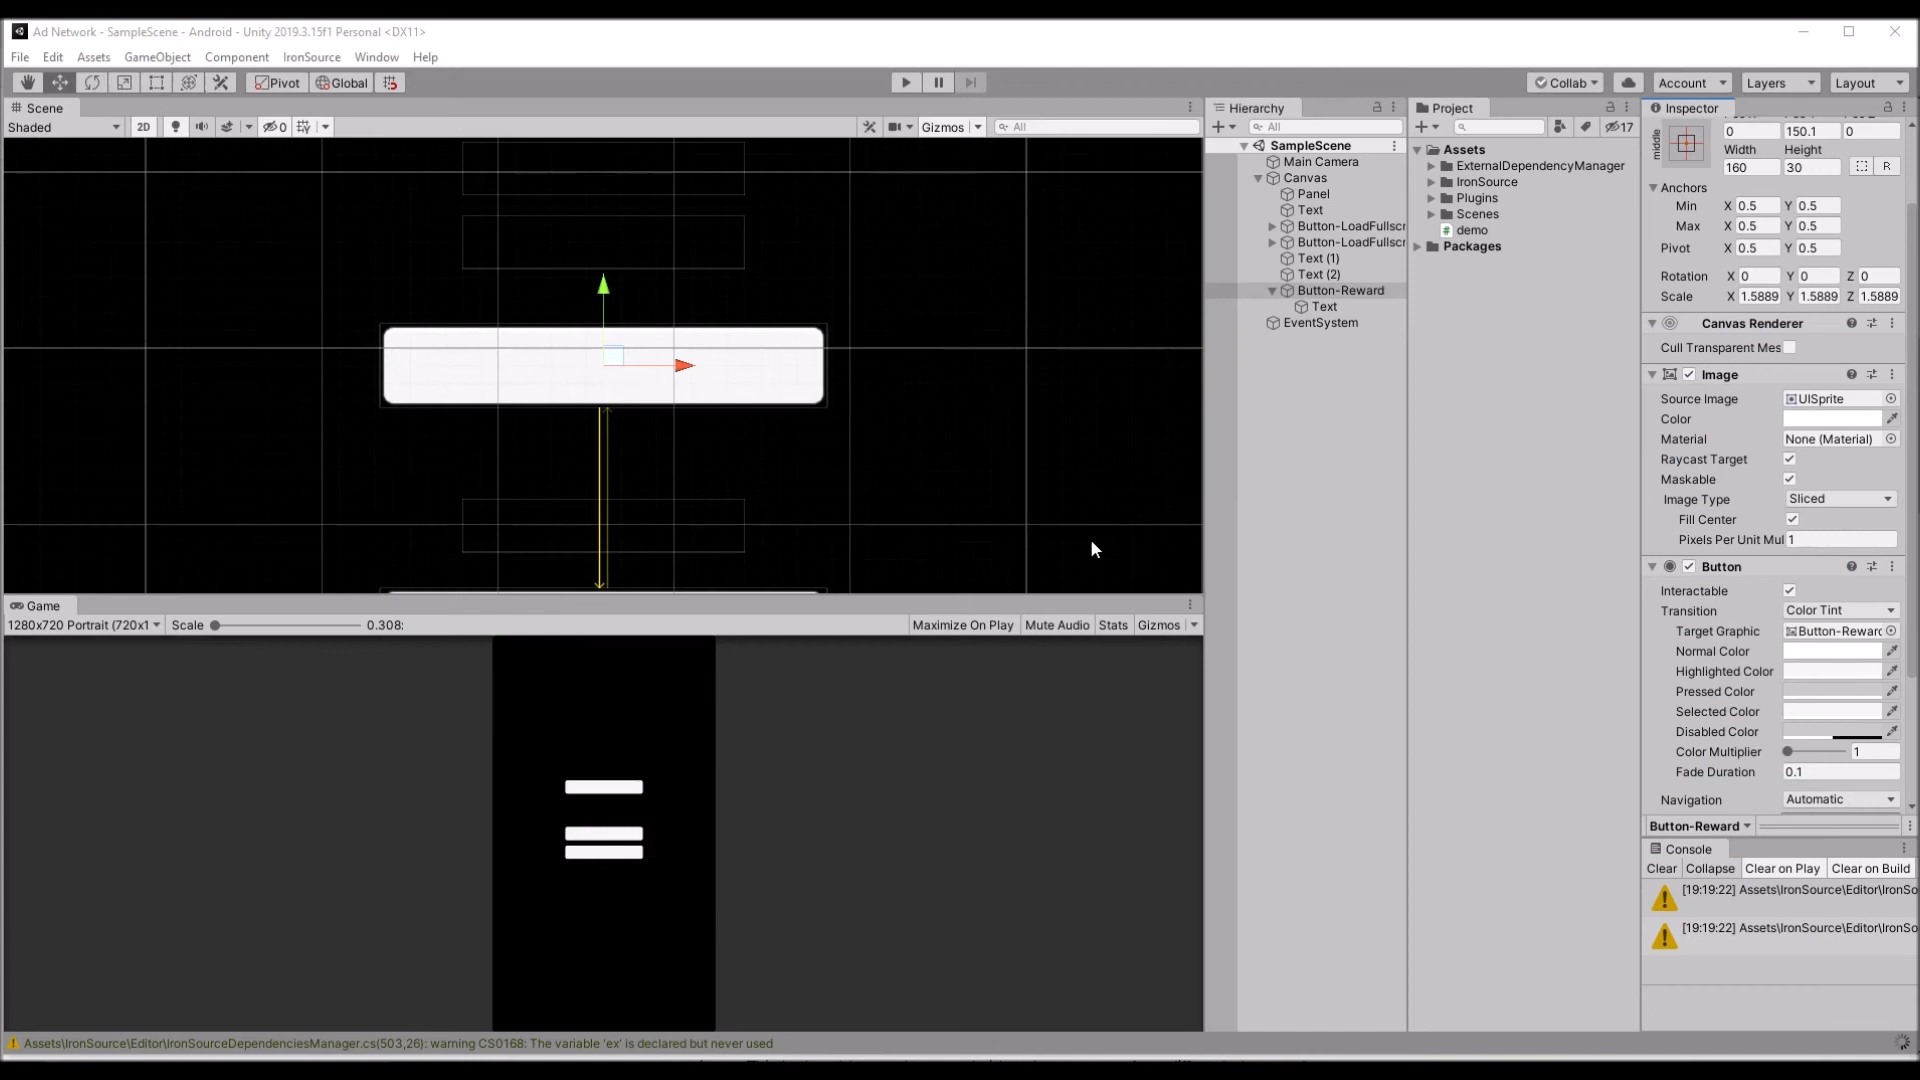 Ad Network - SampleScene - Android - Unity 2019.3.15f1 Personal <DX11>
File Edit Assets GameObject Component IronSource Window Help
Pivot Global Collab Account Layers Layout
Scene
Shaded 2D 0 Gizmos All
Hierarchy
All
SampleScene
Main Camera
Canvas
Panel
Text
Button-LoadFullscr
Button-LoadFullscr
Text (1)
Text (2)
Button-Reward
Text
EventSystem
Project
17
Assets
ExternalDependencyManager
IronSource
Plugins
Scenes
demo
Packages
Inspector
middle
0 150.1 0
Width Height
160 30 R
Anchors
Min X 0.5 Y 0.5
Max X 0.5 Y 0.5
Pivot X 0.5 Y 0.5
Rotation X 0 Y 0 Z 0
Scale X 1.5889 Y 1.5889 Z 1.5889
Canvas Renderer
Cull Transparent Mes
Image
Source Image UISprite
Color
Material None (Material)
Raycast Target
Maskable
Image Type Sliced
Fill Center
Pixels Per Unit Mul 1
Button
Interactable
Transition Color Tint
Target Graphic Button-Reward
Normal Color
Highlighted Color
Pressed Color
Selected Color
Disabled Color
Color Multiplier 1
Fade Duration 0.1
Navigation Automatic
Button-Reward
Game
1280x720 Portrait (720x1 Scale 0.308: Maximize On Play Mute Audio Stats Gizmos
Console
Clear Collapse Clear on Play Clear on Build
[19:19:22] Assets\IronSource\Editor\IronSo
[19:19:22] Assets\IronSource\Editor\IronSo
Assets\IronSource\Editor\IronSourceDependenciesManager.cs(503,26): warning CS0168: The variable 'ex' is declared but never used